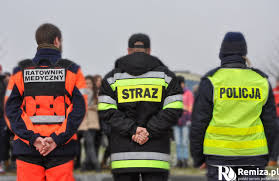 RATOWNIK
MEDYCZNY
STRAŻ
POLICJA
Remiza.pl